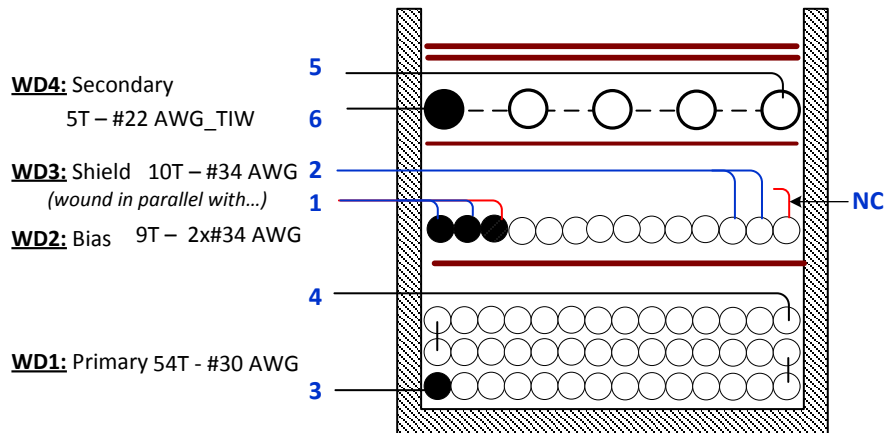 5
WD4: Secondary
5T – #22 AWG_TIW
6
WD3: Shield 10T – #34 AWG
2
(wound in parallel with…)
1
NC
WD2: Bias 9T – 2x#34 AWG
4
WD1: Primary 54T - #30 AWG
3